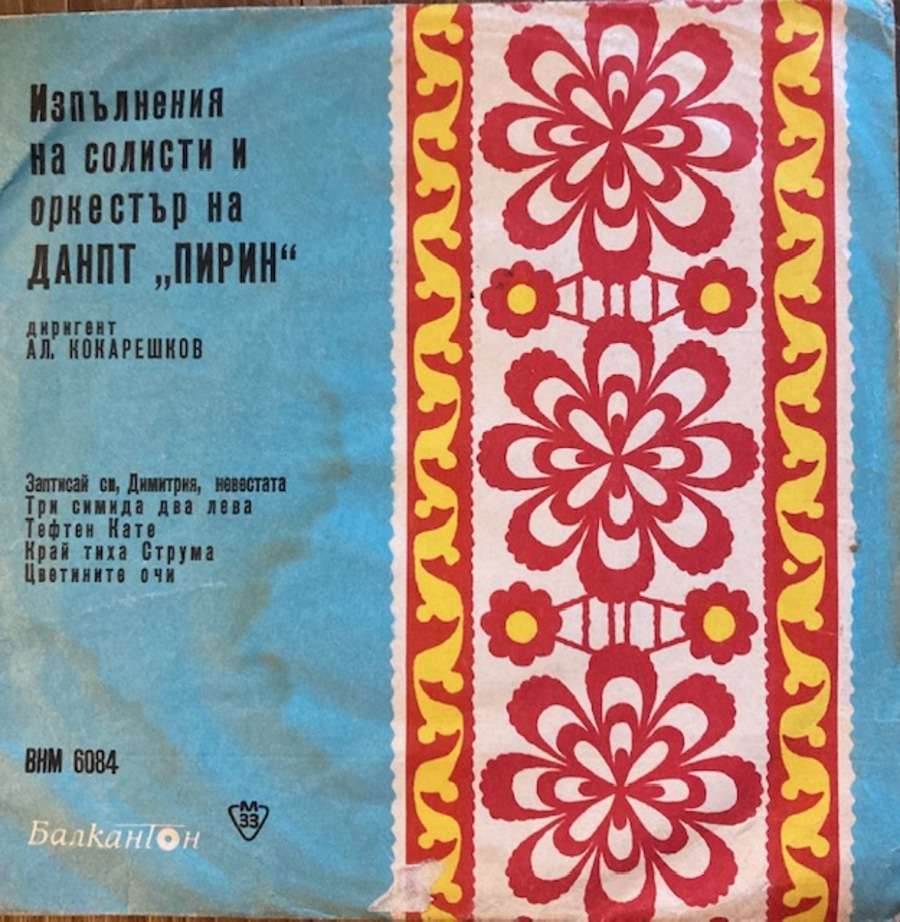 Изпълнения
на солисти и
оркестър на
ДАНПТ „ПИРИН“
диригент
АЛ. КОКАРЕШКОВ
Заптисай си, Димитрия, невестата
Три симида два лева
Тефтен Кате
Край тиха Струма
Цветините очи
ВНМ 6084
Балкантон
М
33